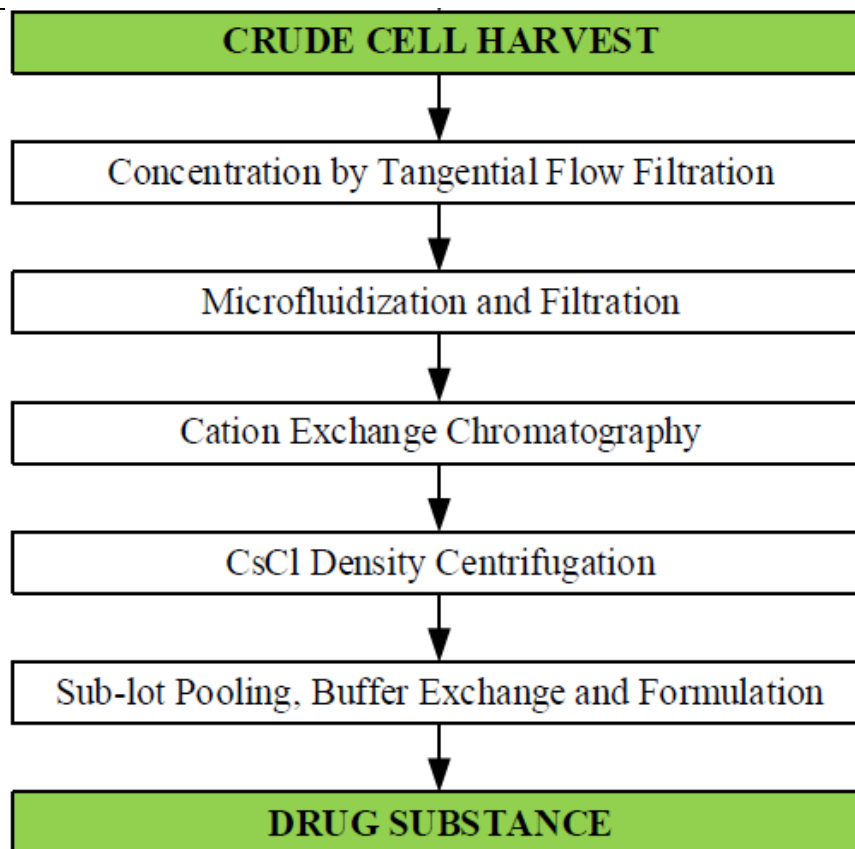 CRUDE CELL HARVEST
Concentration by Tangential Flow Filtration
Microfluidization and Filtration
Cation Exchange Chromatography
CsCl Density Centrifugation
Sub-lot Pooling, Buffer Exchange and Formulation
DRUG SUBSTANCE